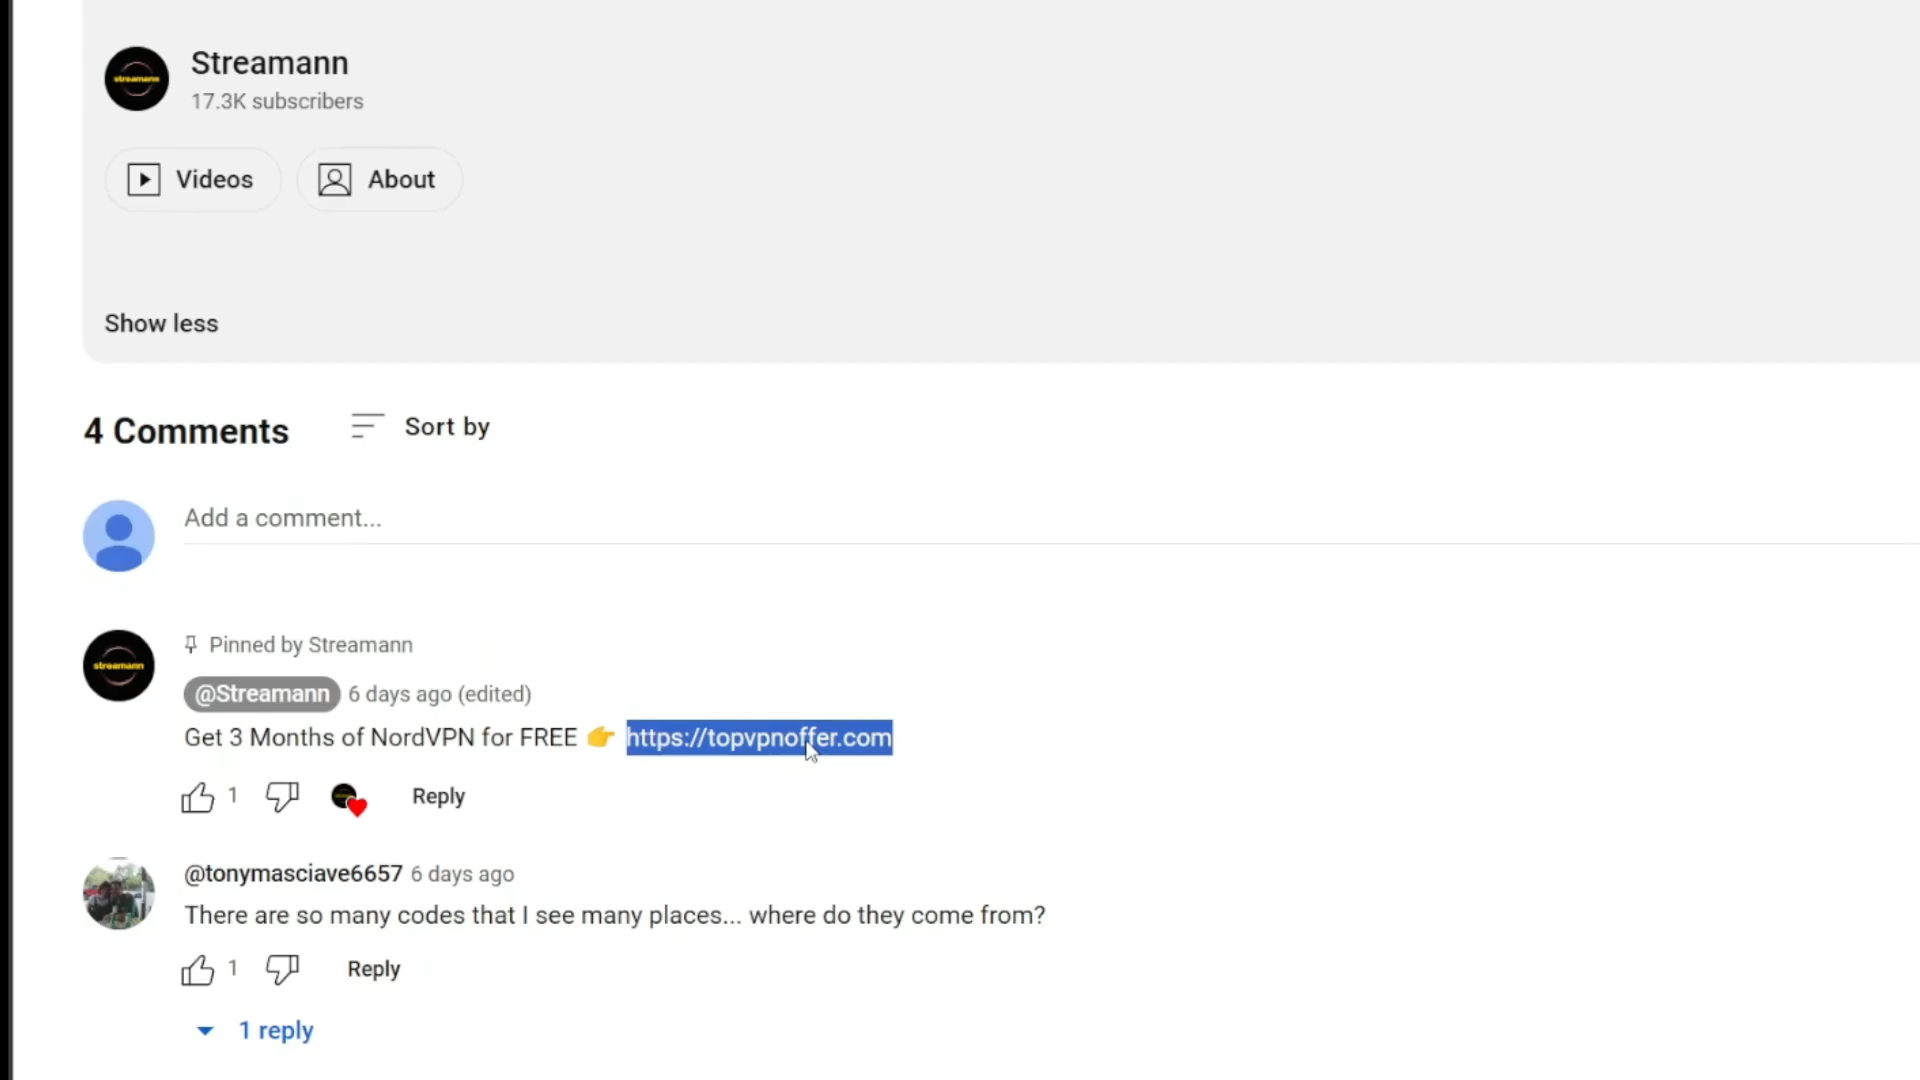 streamann
Streamann
17.3K subscribers
Videos
About
Show less
4 Comments
Sort by
Add a comment...
streamann
Pinned by Streamann
@Streamann 6 days ago (edited)
Get 3 Months of NordVPN for FREE 👉 https://topvpnoffer.com
1
Reply
@tonymasciave6657 6 days ago
There are so many codes that I see many places... where do they come from?
1
Reply
1 reply